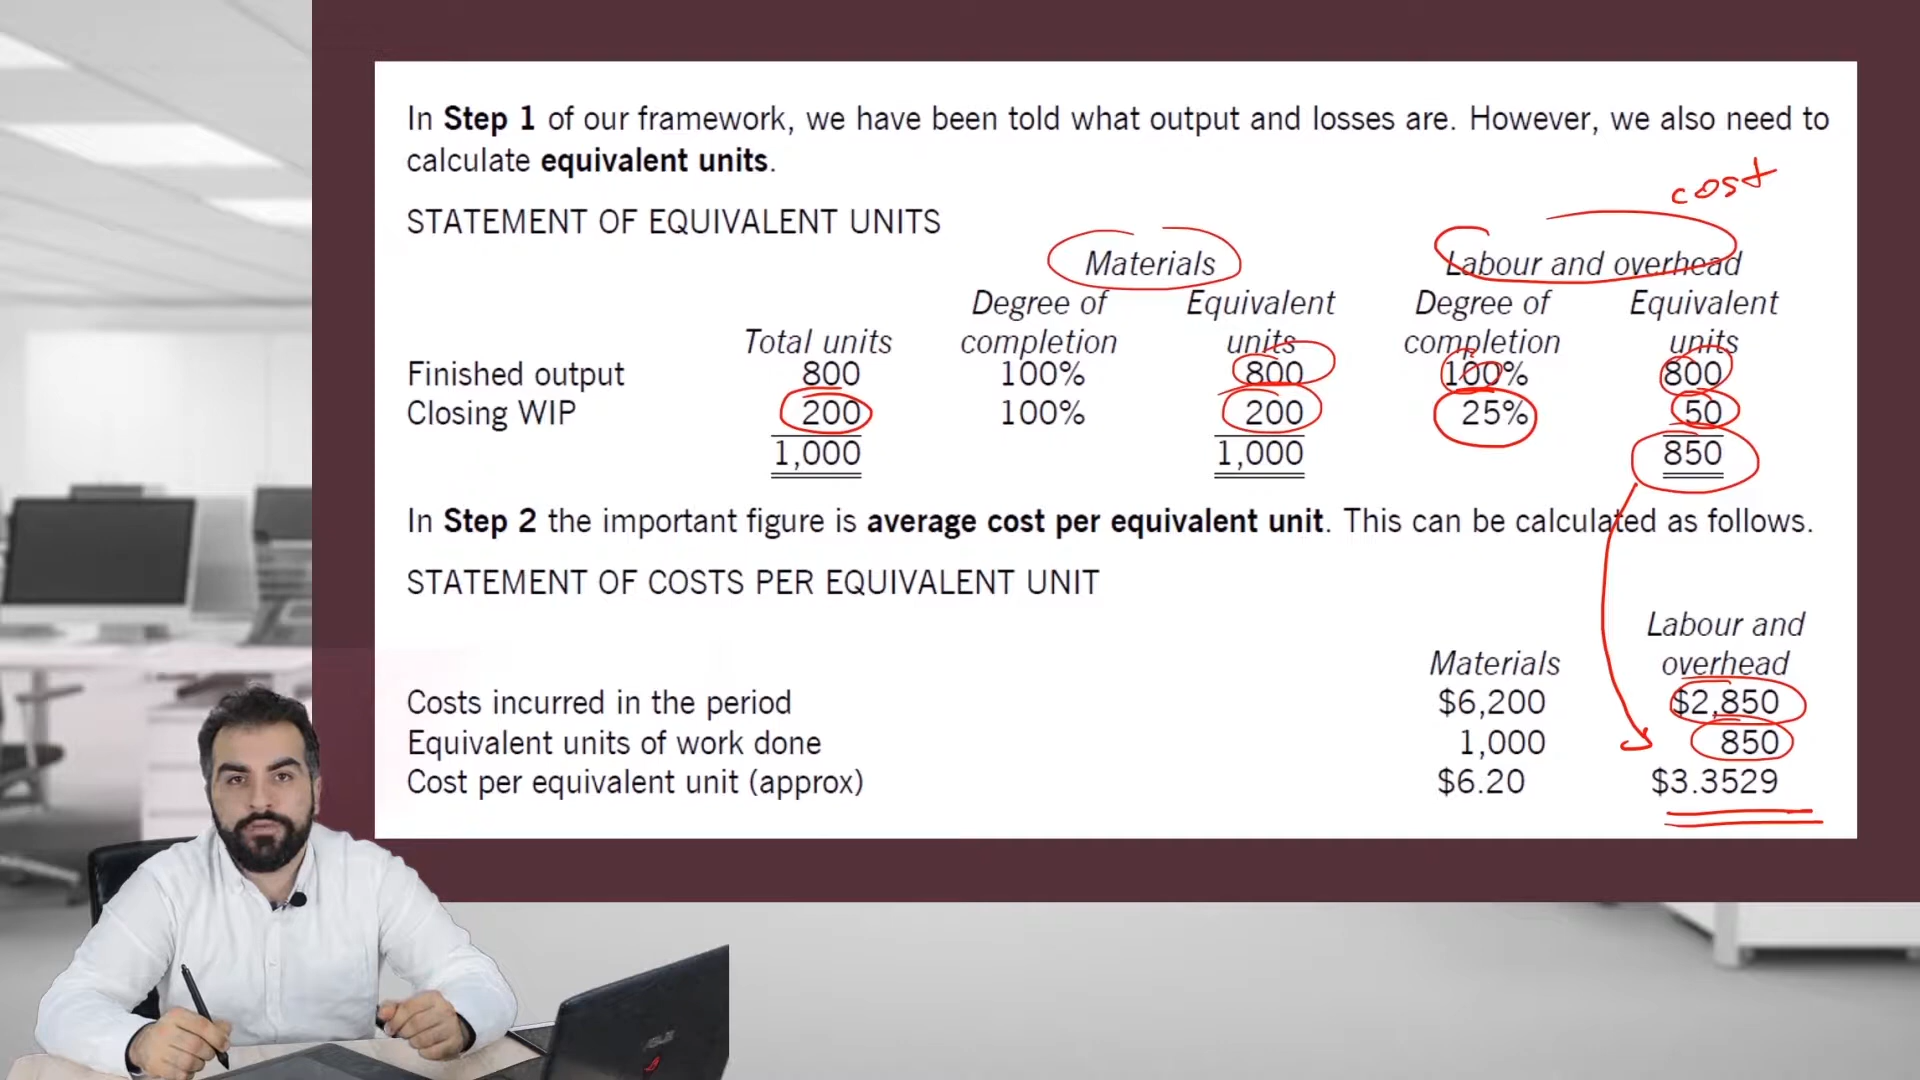 In Step 1 of our framework, we have been told what output and losses are. However, we also need to
calculate equivalent units.
cost
STATEMENT OF EQUIVALENT UNITS
Materials Labour and overhead
Degree of Equivalent Degree of Equivalent
Total units completion units completion units
Finished output 800 100% 800 100% 800
Closing WIP 200 100% 200 25% 50
1,000 1,000 850
In Step 2 the important figure is average cost per equivalent unit. This can be calculated as follows.
STATEMENT OF COSTS PER EQUIVALENT UNIT
Labour and
Materials overhead
Costs incurred in the period $6,200 $2,850
Equivalent units of work done 1,000 850
Cost per equivalent unit (approx) $6.20 $3.3529
ASUS